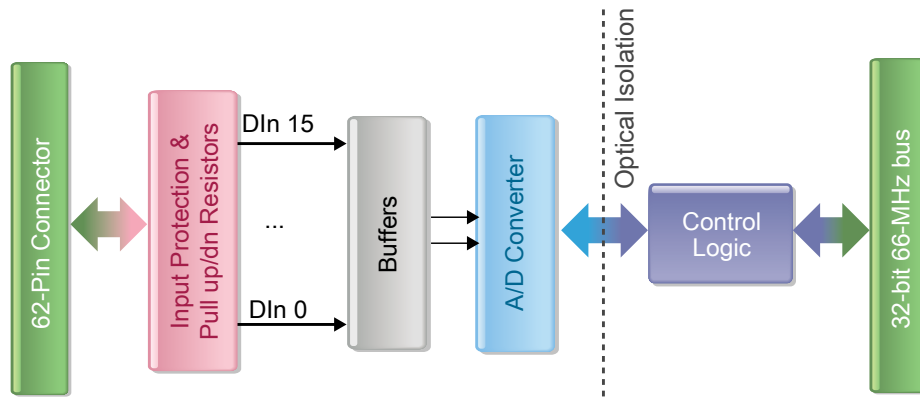 62-Pin Connector
Input Protection &
Pull up/dn Resistors
DIn 15
...
DIn 0
Buffers
A/D Converter
Optical Isolation
Control
Logic
32-bit 66-MHz bus